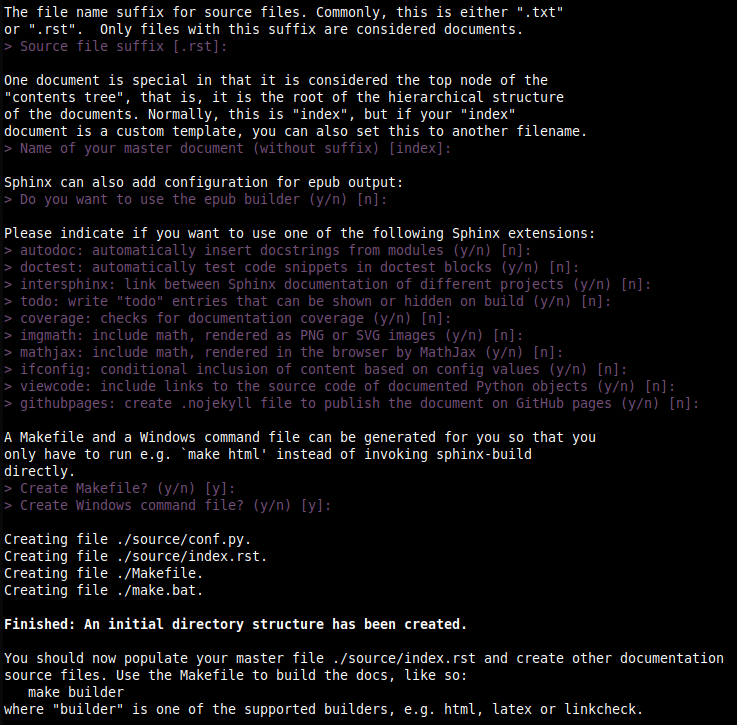 The file name suffix for source files. Commonly, this is either ".txt"
or ".rst".  Only files with this suffix are considered documents.
> Source file suffix [.rst]:

One document is special in that it is considered the top node of the
"contents tree", that is, it is the root of the hierarchical structure
of the documents. Normally, this is "index", but if your "index"
document is a custom template, you can also set this to another filename.
> Name of your master document (without suffix) [index]:

Sphinx can also add configuration for epub output:
> Do you want to use the epub builder (y/n) [n]:

Please indicate if you want to use one of the following Sphinx extensions:
> autodoc: automatically insert docstrings from modules (y/n) [n]:
> doctest: automatically test code snippets in doctest blocks (y/n) [n]:
> intersphinx: link between Sphinx documentation of different projects (y/n) [n]:
> todo: write "todo" entries that can be shown or hidden on build (y/n) [n]:
> coverage: checks for documentation coverage (y/n) [n]:
> imgmath: include math, rendered as PNG or SVG images (y/n) [n]:
> mathjax: include math, rendered in the browser by MathJax (y/n) [n]:
> ifconfig: conditional inclusion of content based on config values (y/n) [n]:
> viewcode: include links to the source code of documented Python objects (y/n) [n]:
> githubpages: create .nojekyll file to publish the document on GitHub pages (y/n) [n]:

A Makefile and a Windows command file can be generated for you so that you
only have to run e.g. `make html' instead of invoking sphinx-build
directly.
> Create Makefile? (y/n) [y]:
> Create Windows command file? (y/n) [y]:

Creating file ./source/conf.py.
Creating file ./source/index.rst.
Creating file ./Makefile.
Creating file ./make.bat.

Finished: An initial directory structure has been created.

You should now populate your master file ./source/index.rst and create other documentation
source files. Use the Makefile to build the docs, like so:
   make builder
where "builder" is one of the supported builders, e.g. html, latex or linkcheck.